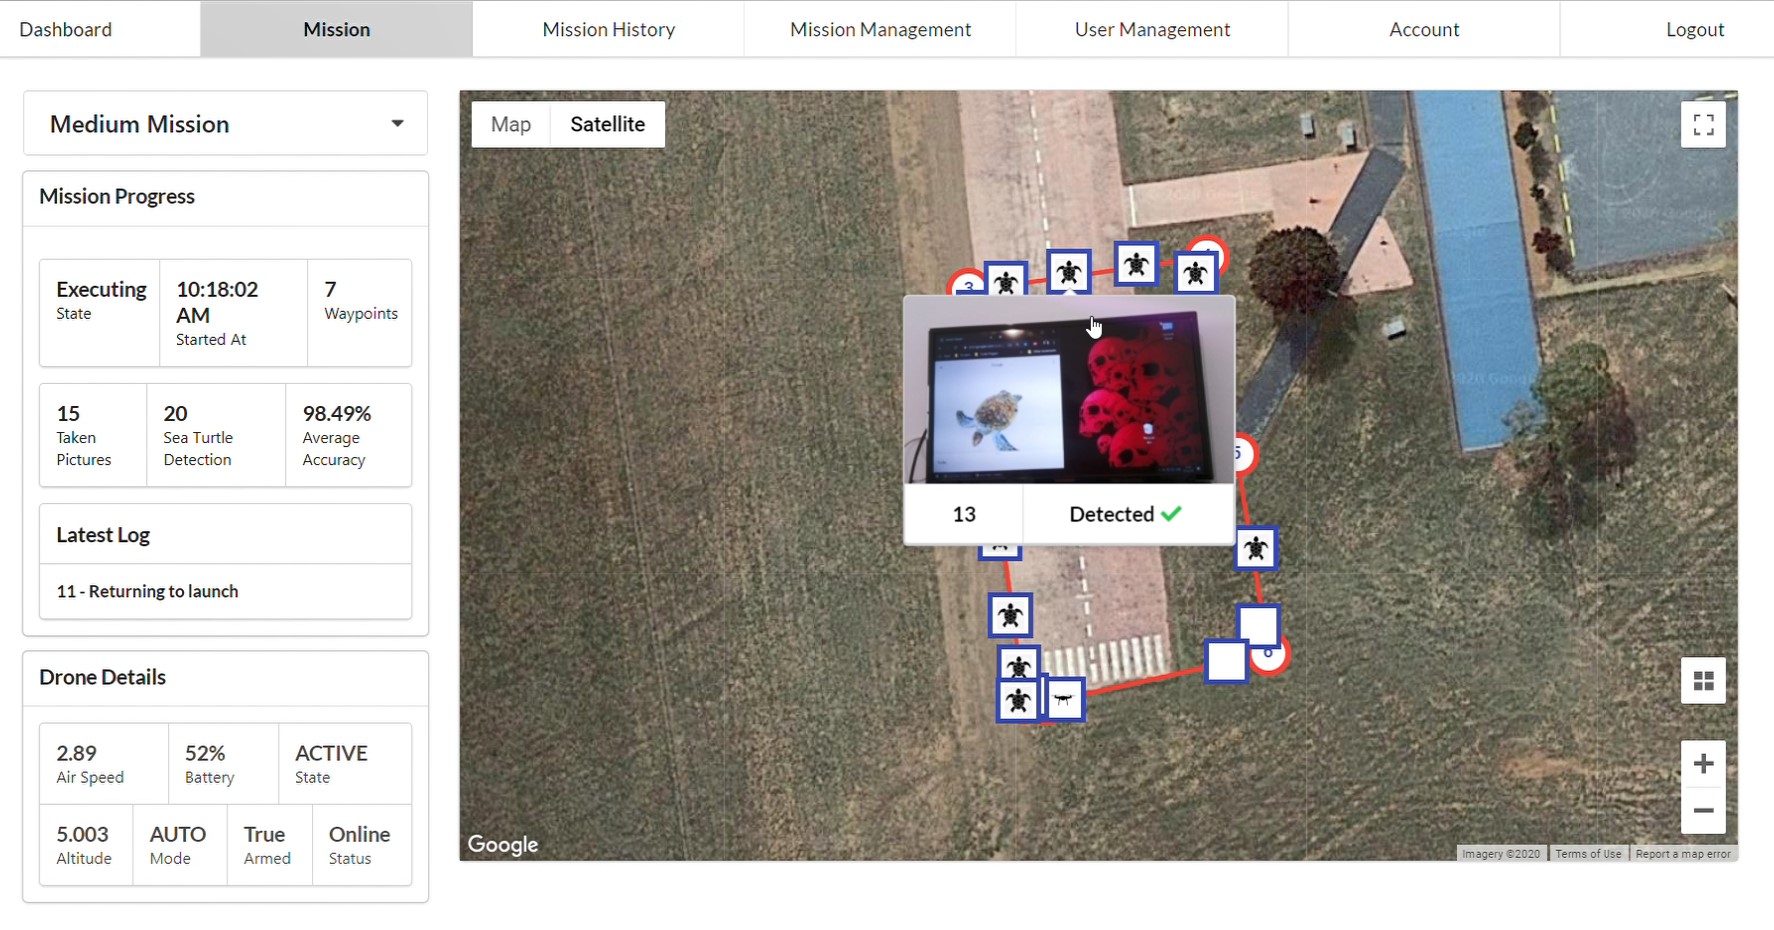 Dashboard
Mission
Mission History
Mission Management
User Management
Account
Logout
Medium Mission
Mission Progress
Executing
State
10:18:02
AM
Started At
7
Waypoints
15
Taken
Pictures
20
Sea Turtle
Detection
98.49%
Average
Accuracy
Latest Log
11 - Returning to launch
Drone Details
2.89
Air Speed
52%
Battery
ACTIVE
State
5.003
Altitude
AUTO
Mode
True
Armed
Online
Status
Map
Satellite
3
5
13
Detected
6
Google
Imagery ©2020
Terms of Use
Report a map error